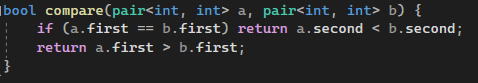 bool compare(pair<int, int> a, pair<int, int> b) {
    if (a.first == b.first) return a.second < b.second;
    return a.first > b.first;
}